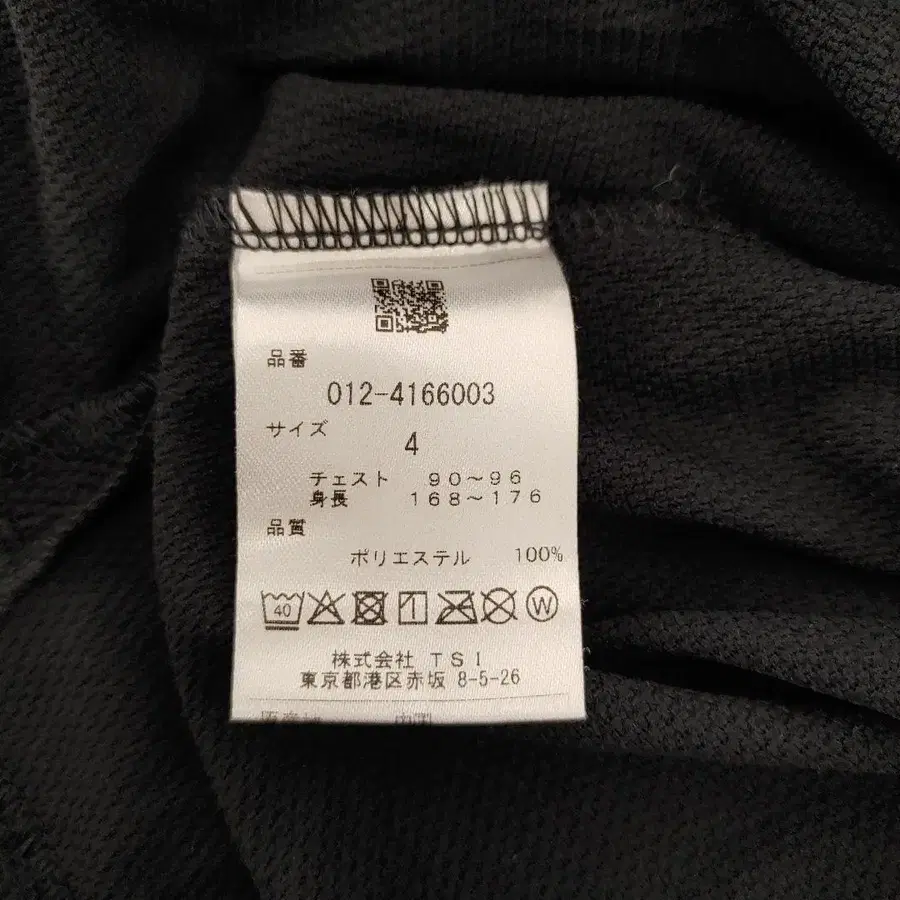 品番
012-4166003
サイズ
4
チェスト 90～96
身長 168～176
品質
ポリエステル 100%
40
W
株式会社 TSI
東京都港区赤坂 8-5-26